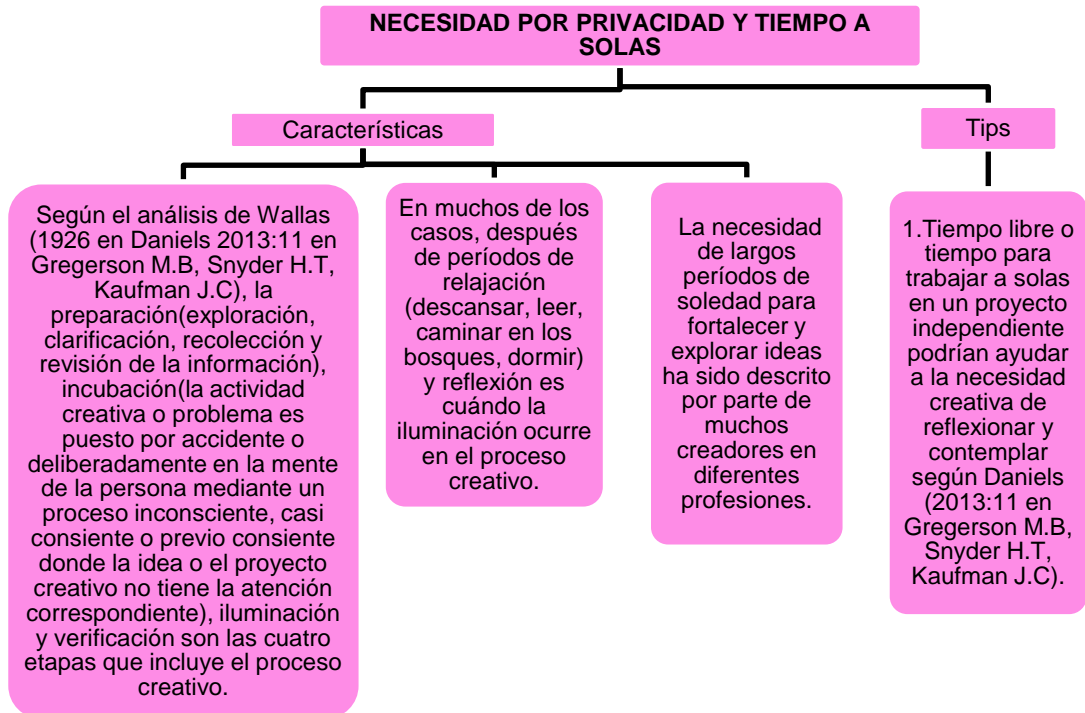 NECESIDAD POR PRIVACIDAD Y TIEMPO A
SOLAS
Características
Tips
Según el análisis de Wallas
(1926 en Daniels 2013:11 en
Gregerson M.B, Snyder H.T,
Kaufman J.C), la
preparación(exploración,
clarificación, recolección y
revisión de la información),
incubación(la actividad
creativa o problema es
puesto por accidente o
deliberadamente en la mente
de la persona mediante un
proceso inconsciente, casi
consiente o previo consiente
donde la idea o el proyecto
creativo no tiene la atención
correspondiente), iluminación
y verificación son las cuatro
etapas que incluye el proceso
creativo.
En muchos de los
casos, después
de períodos de
relajación
(descansar, leer,
caminar en los
bosques, dormir)
y reflexión es
cuándo la
iluminación ocurre
en el proceso
creativo.
La necesidad
de largos
períodos de
soledad para
fortalecer y
explorar ideas
ha sido descrito
por parte de
muchos
creadores en
diferentes
profesiones.
1.Tiempo libre o
tiempo para
trabajar a solas
en un proyecto
independiente
podrían ayudar
a la necesidad
creativa de
reflexionar y
contemplar
según Daniels
(2013:11 en
Gregerson M.B,
Snyder H.T,
Kaufman J.C).